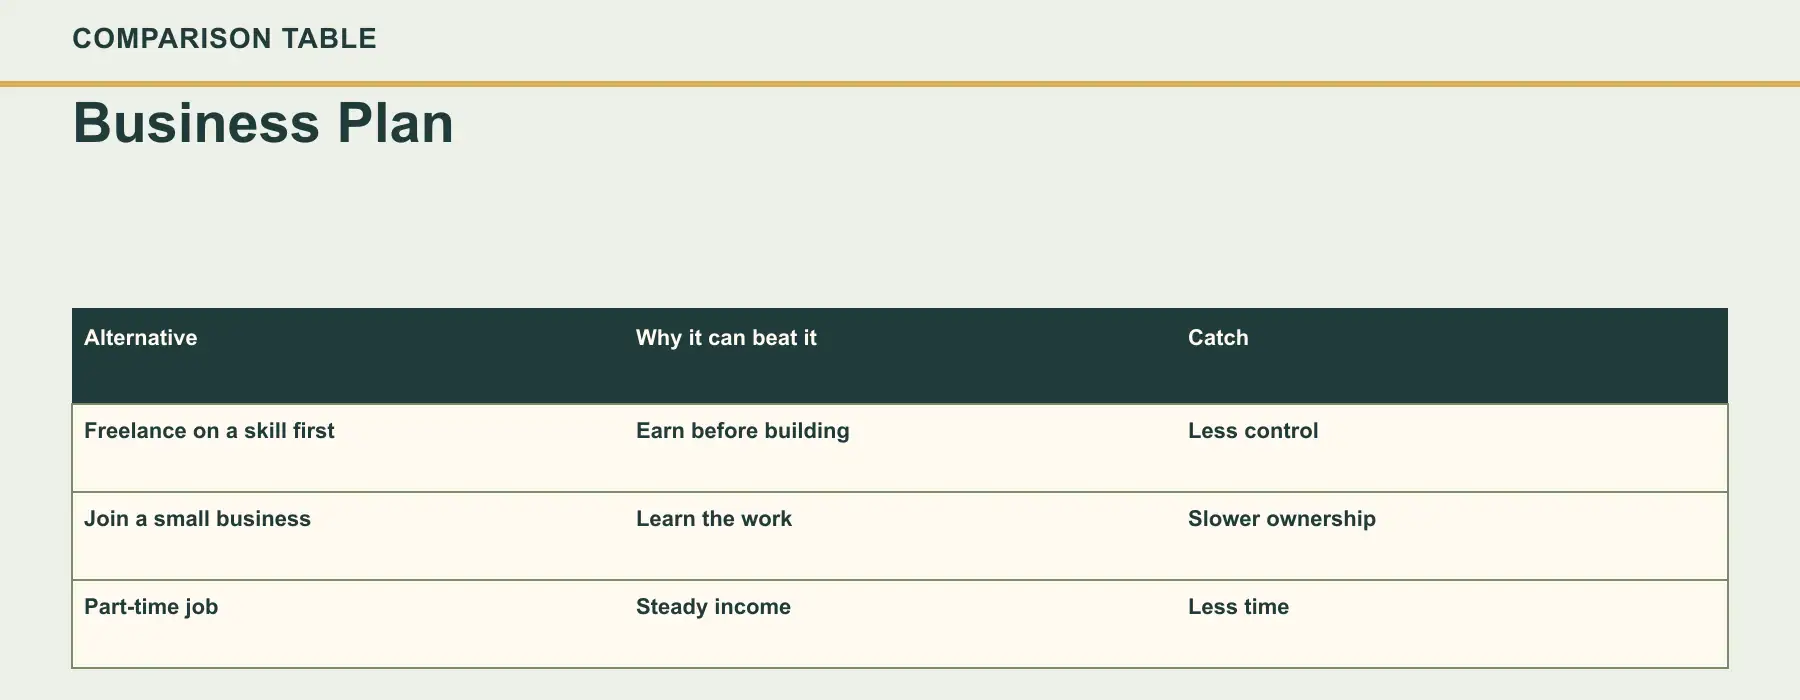 COMPARISON TABLE
Business Plan
Alternative Why it can beat it Catch
Freelance on a skill first Earn before building Less control
Join a small business Learn the work Slower ownership
Part-time job Steady income Less time